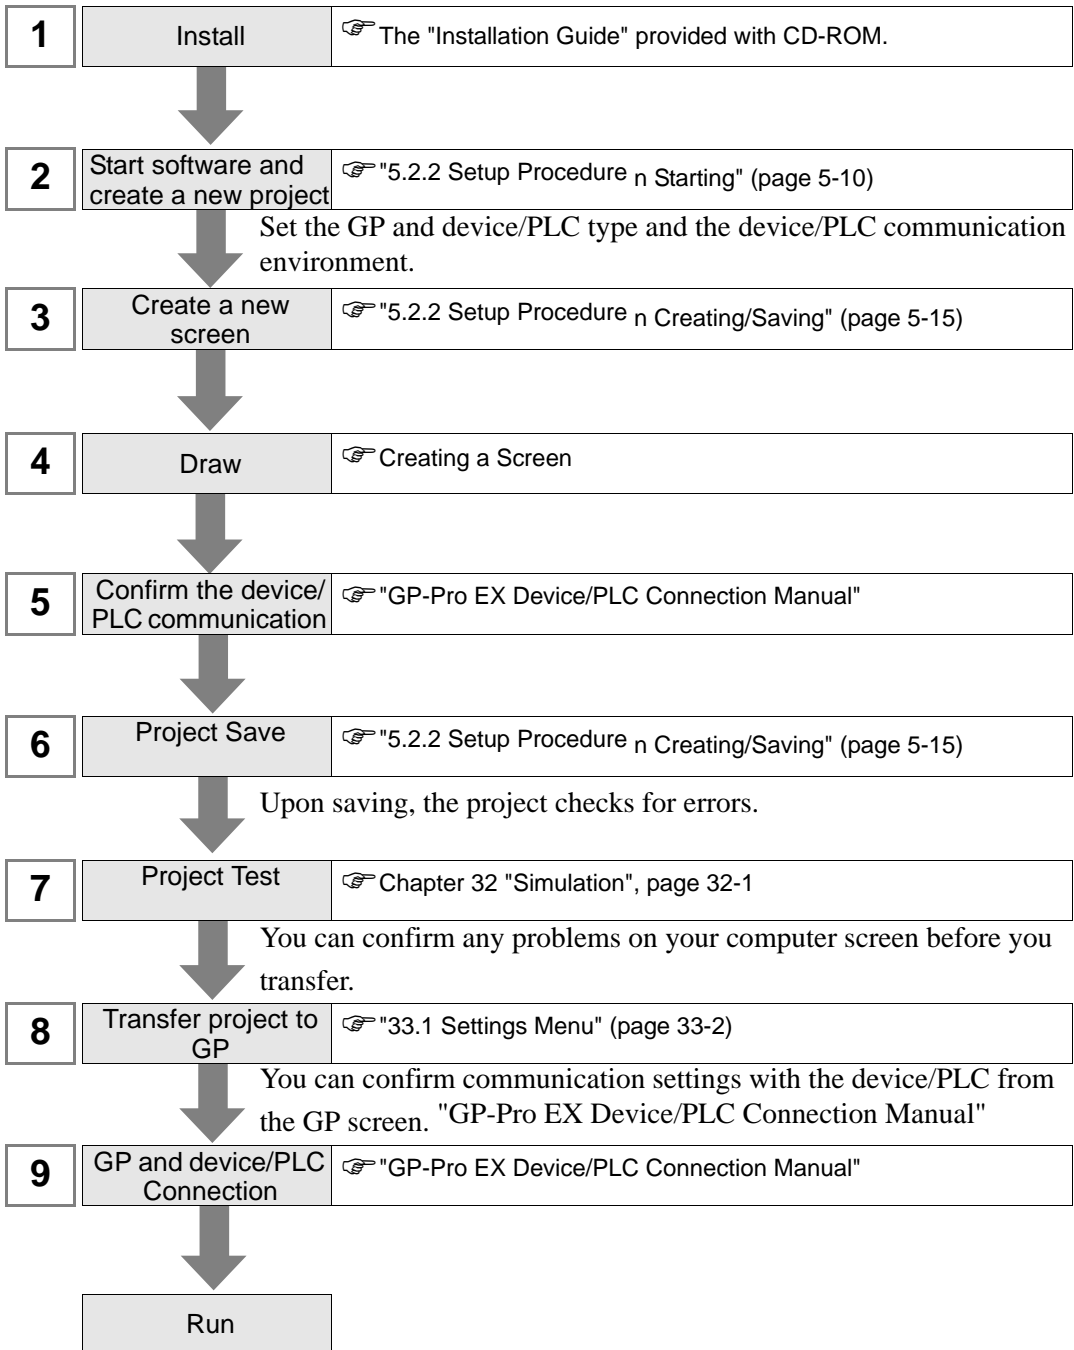 1
Install
The "Installation Guide" provided with CD-ROM.
2
Start software and
create a new project
"5.2.2 Setup Procedure n Starting" (page 5-10)
Set the GP and device/PLC type and the device/PLC communication
environment.
3
Create a new
screen
"5.2.2 Setup Procedure n Creating/Saving" (page 5-15)
4
Draw
Creating a Screen
5
Confirm the device/
PLC communication
"GP-Pro EX Device/PLC Connection Manual"
6
Project Save
"5.2.2 Setup Procedure n Creating/Saving" (page 5-15)
Upon saving, the project checks for errors.
7
Project Test
Chapter 32 "Simulation", page 32-1
You can confirm any problems on your computer screen before you
transfer.
8
Transfer project to
GP
"33.1 Settings Menu" (page 33-2)
You can confirm communication settings with the device/PLC from
the GP screen. "GP-Pro EX Device/PLC Connection Manual"
9
GP and device/PLC
Connection
"GP-Pro EX Device/PLC Connection Manual"
Run